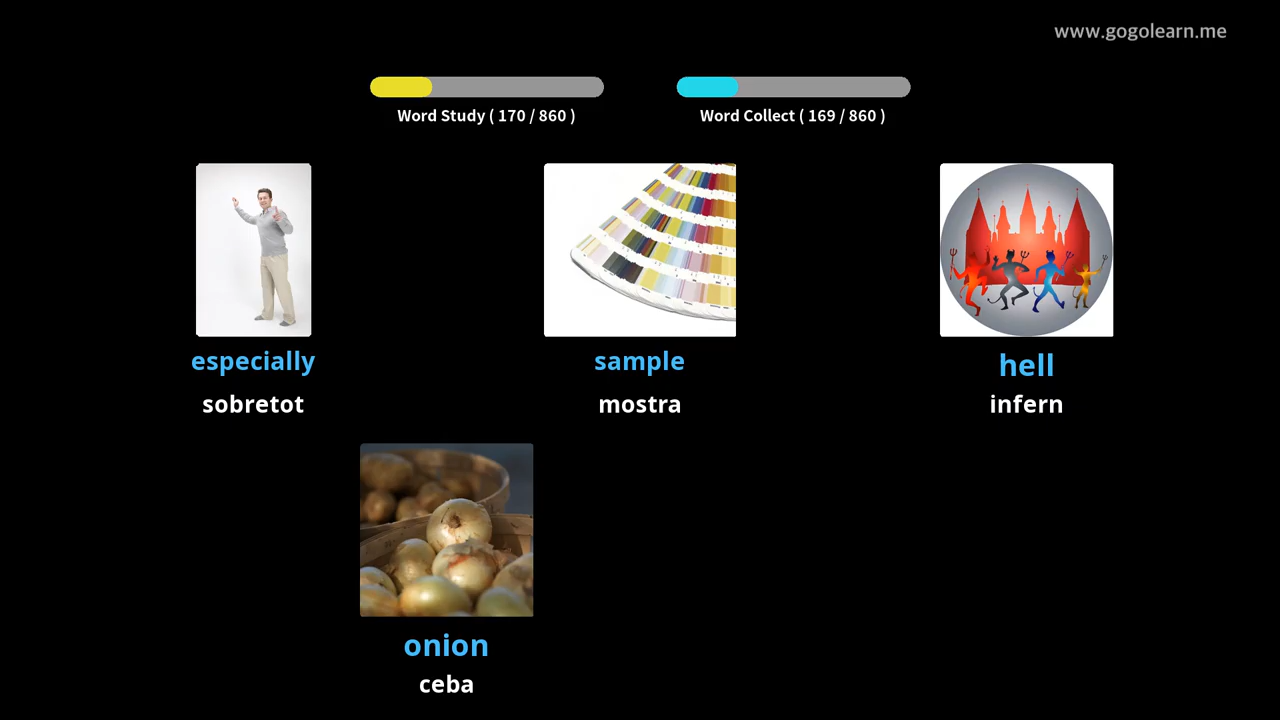 www.gogolearn.me
Word Study ( 170 / 860 )
Word Collect ( 169 / 860 )
especially
sobretot
sample
mostra
hell
infern
onion
ceba